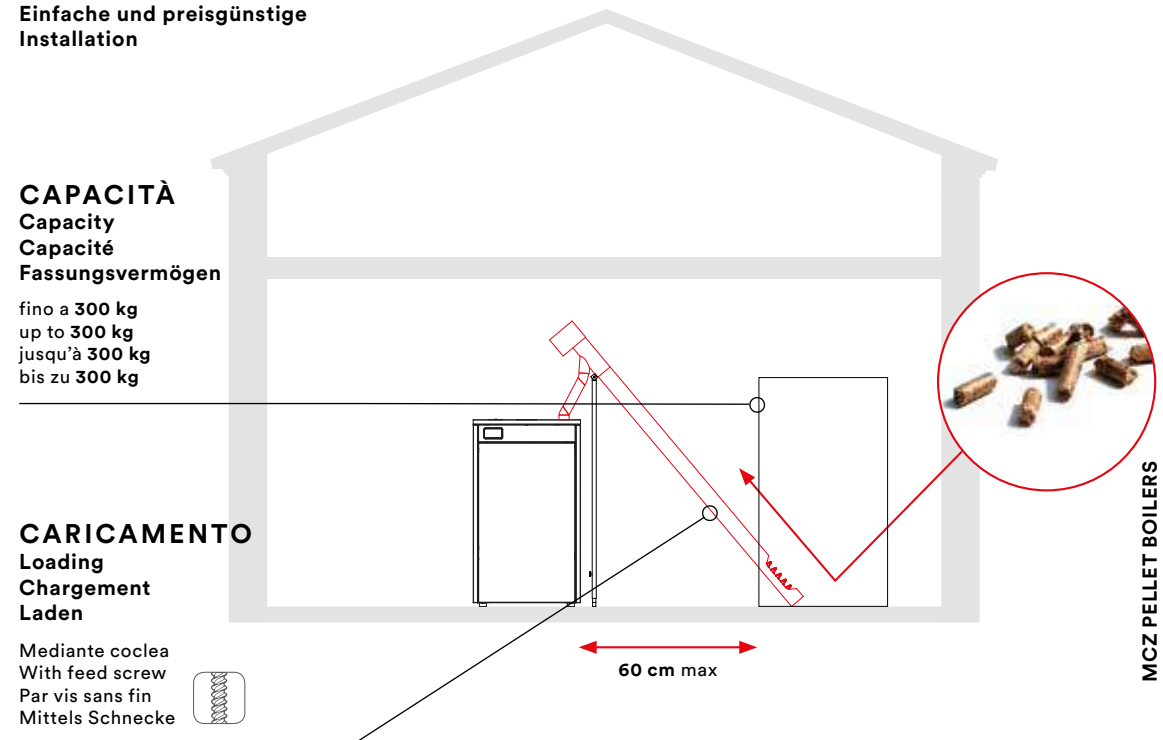 Einfache und preisgünstige
Installation
CAPACITÀ
Capacity
Capacité
Fassungsvermögen
fino a 300 kg
up to 300 kg
jusqu'à 300 kg
bis zu 300 kg
CARICAMENTO
Loading
Chargement
Laden
Mediante coclea
With feed screw
Par vis sans fin
Mittels Schnecke
60 cm max
MCZ PELLET BOILERS